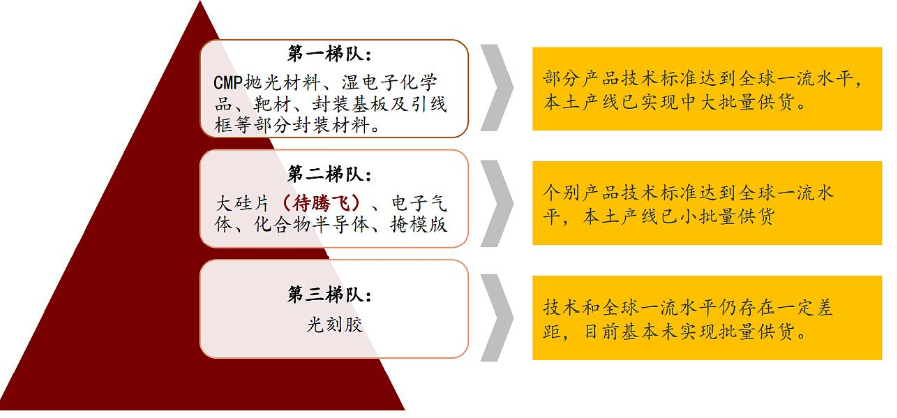 第一梯队：
CMP抛光材料、湿电子化学
品、靶材、封装基板及引线
框等部分封装材料。
部分产品技术标准达到全球一流水平，
本土产线已实现中大批量供货。
第二梯队：
大硅片（待腾飞）、电子气
体、化合物半导体、掩模版
个别产品技术标准达到全球一流水
平，本土产线已小批量供货
第三梯队：
光刻胶
技术和全球一流水平仍存在一定差
距，目前基本未实现批量供货。